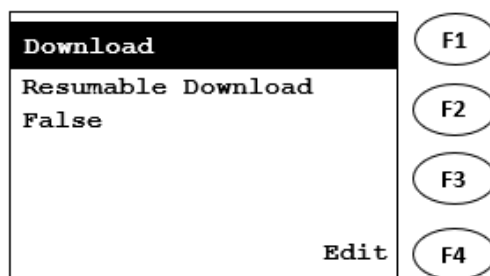 Download
F1
Resumable Download
False
F2
F3
Edit
F4